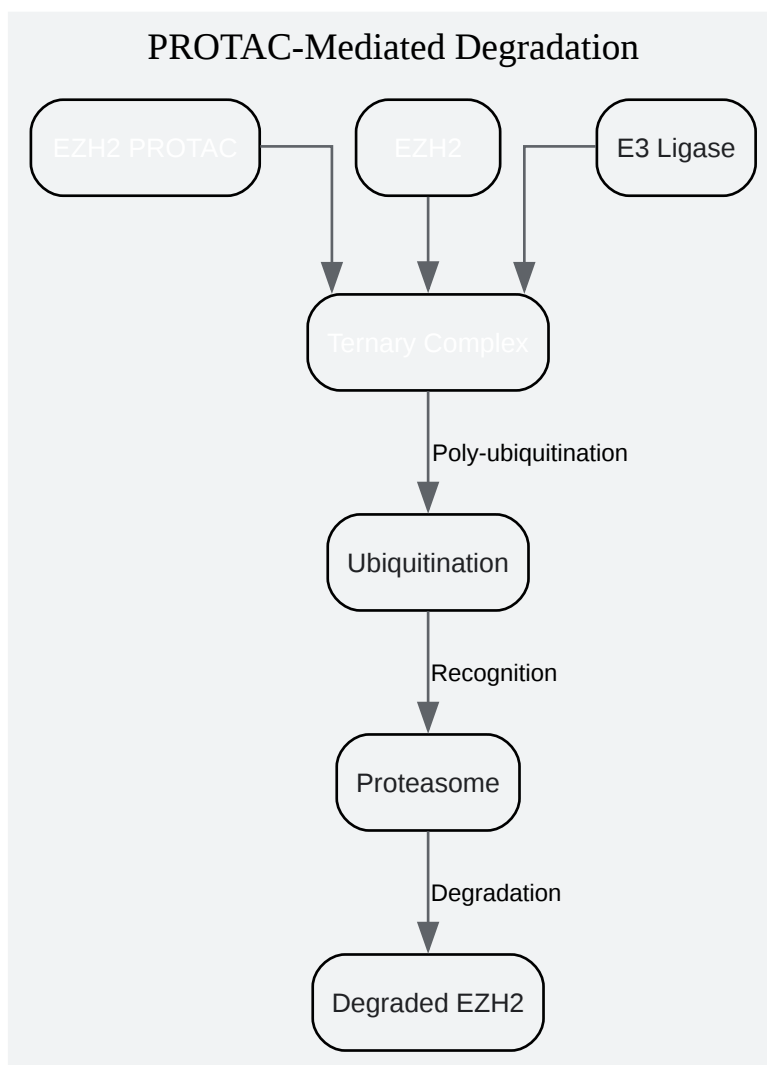 PROTAC-Mediated Degradation
EZH2 PROTAC
EZH2
E3 Ligase
Ternary Complex
Poly-ubiquitination
Ubiquitination
Recognition
Proteasome
Degradation
Degraded EZH2